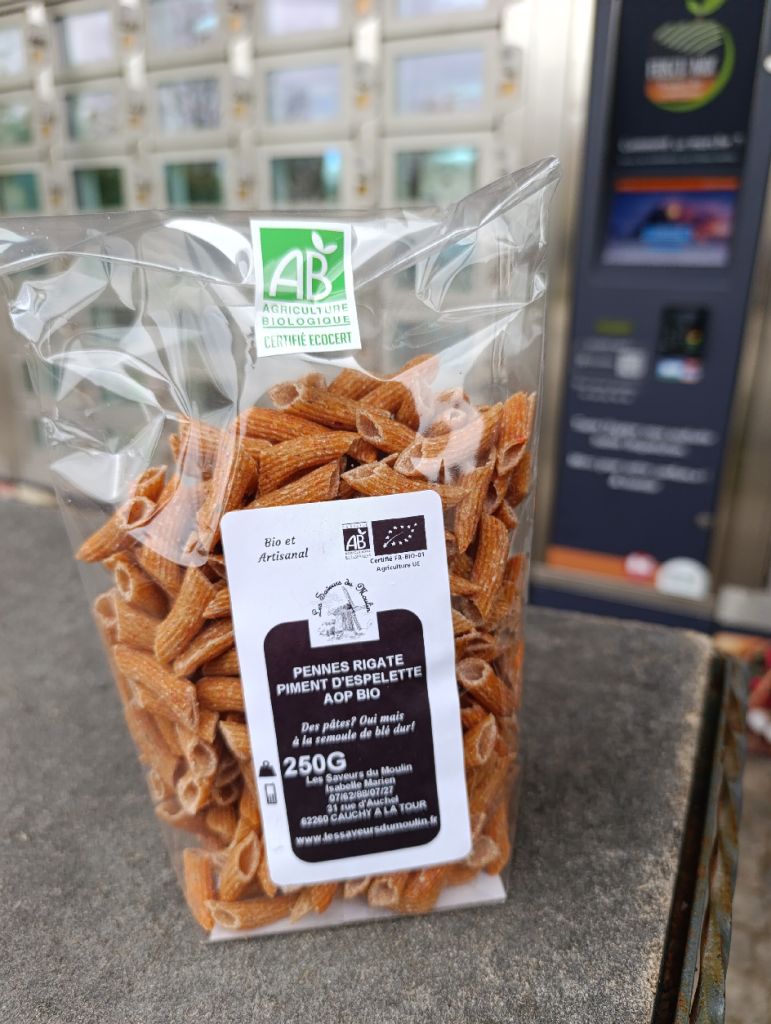 AB
AGRICULTURE
BIOLOGIQUE
CERTIFIÉ ECOCERT
Bio et
Artisanal
AB
Certifié FR-BIO-01
Agriculture UE
Les Saveurs du Moulin
PENNES RIGATE
PIMENT D'ESPELETTE
AOP BIO
Des pâtes? Oui mais
à la semoule de blé dur!
250G
Les Saveurs du Moulin
Isabelle Marien
07/62/88/07/27
31 rue d'Auchel
62260 CAUCHY A LA TOUR
www.lessaveursdumoulin.fr